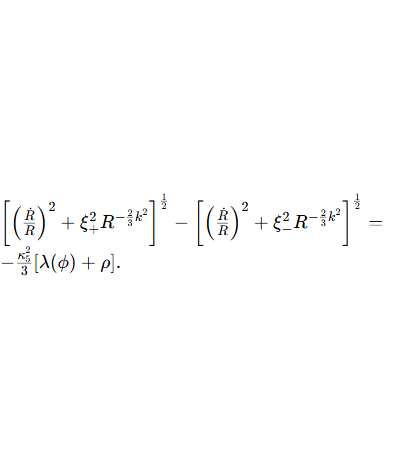 $\left[\left(\frac{\dot{R}}{R}\right)^2 + \xi_+^2 R^{-\frac{2}{3}k^2}\right]^{\frac{1}{2}} - \left[\left(\frac{\dot{R}}{R}\right)^2 + \xi_-^2 R^{-\frac{2}{3}k^2}\right]^{\frac{1}{2}} =$
$-\frac{\kappa_5^2}{3}[\lambda(\phi) + \rho].$